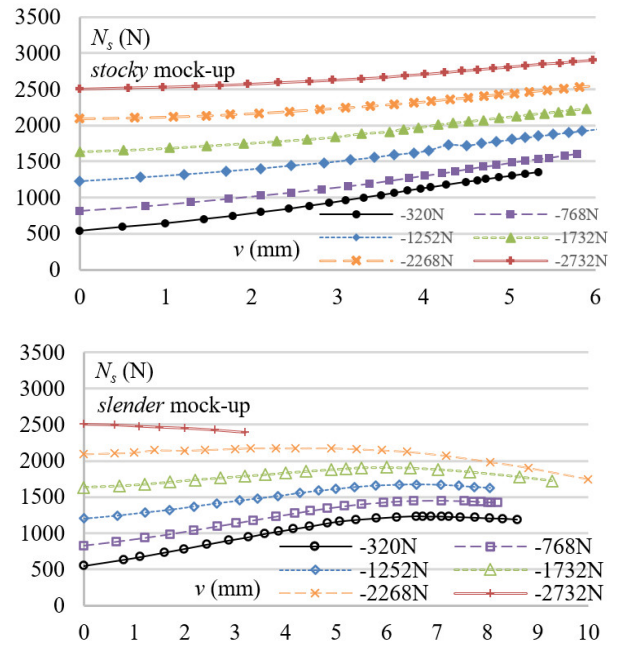 3500
Nₛ (N)
3000
stocky mock-up
2500
2000
1500
1000
-320N -768N
500
v (mm)
-1252N -1732N
0
-2268N -2732N
0 1 2 3 4 5 6
3500
Nₛ (N)
3000
slender mock-up
2500
2000
1500
1000
-320N -768N
500
v (mm)
-1252N -1732N
0
-2268N -2732N
0 1 2 3 4 5 6 7 8 9 10